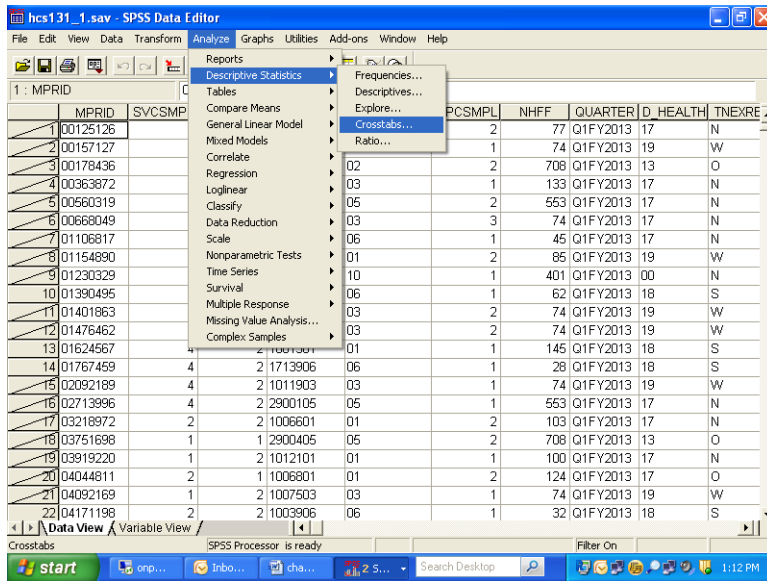 hcs131_1.sav - SPSS Data Editor
File Edit View Data Transform Analyze Graphs Utilities Add-ons Window Help
1 : MPRID
Reports
Descriptive Statistics
Tables
Compare Means
General Linear Model
Mixed Models
Correlate
Regression
Loglinear
Classify
Data Reduction
Scale
Nonparametric Tests
Time Series
Survival
Multiple Response
Missing Value Analysis...
Complex Samples
Frequencies...
Descriptives...
Explore...
Crosstabs...
Ratio...
MPRID SVCSMP PCSMPL NHFF QUARTER D_HEALTH TNEXRE
1 00125126 2 77 Q1FY2013 17 N
2 00157127 1 74 Q1FY2013 19 W
3 00178436 02 2 708 Q1FY2013 13 O
4 00363872 03 1 133 Q1FY2013 17 N
5 00560319 05 2 553 Q1FY2013 17 N
6 00668049 03 3 74 Q1FY2013 17 N
7 01106817 06 1 45 Q1FY2013 17 N
8 01154890 01 2 85 Q1FY2013 19 W
9 01230329 10 1 401 Q1FY2013 00 N
10 01390495 06 1 62 Q1FY2013 18 S
11 01401863 03 2 74 Q1FY2013 19 W
12 01476462 03 2 74 Q1FY2013 19 W
13 01624567 4 2 01 1 145 Q1FY2013 18 S
14 01767459 4 2 1713906 06 1 28 Q1FY2013 18 S
15 02092189 4 2 1011903 03 1 74 Q1FY2013 19 W
16 02713996 4 2 2900105 05 1 553 Q1FY2013 17 N
17 03218972 2 2 1006601 01 2 103 Q1FY2013 17 N
18 03751698 1 1 2900405 05 2 708 Q1FY2013 13 O
19 03919220 1 2 1012101 01 1 100 Q1FY2013 17 N
20 04044811 2 1 1006801 01 2 124 Q1FY2013 17 O
21 04092169 1 2 1007503 03 1 74 Q1FY2013 19 W
22 04171198 2 2 1003906 06 1 32 Q1FY2013 18 S
Data View Variable View
Crosstabs SPSS Processor is ready Filter On
start onp... Inbo... cha... 2 S... Search Desktop 1:12 PM